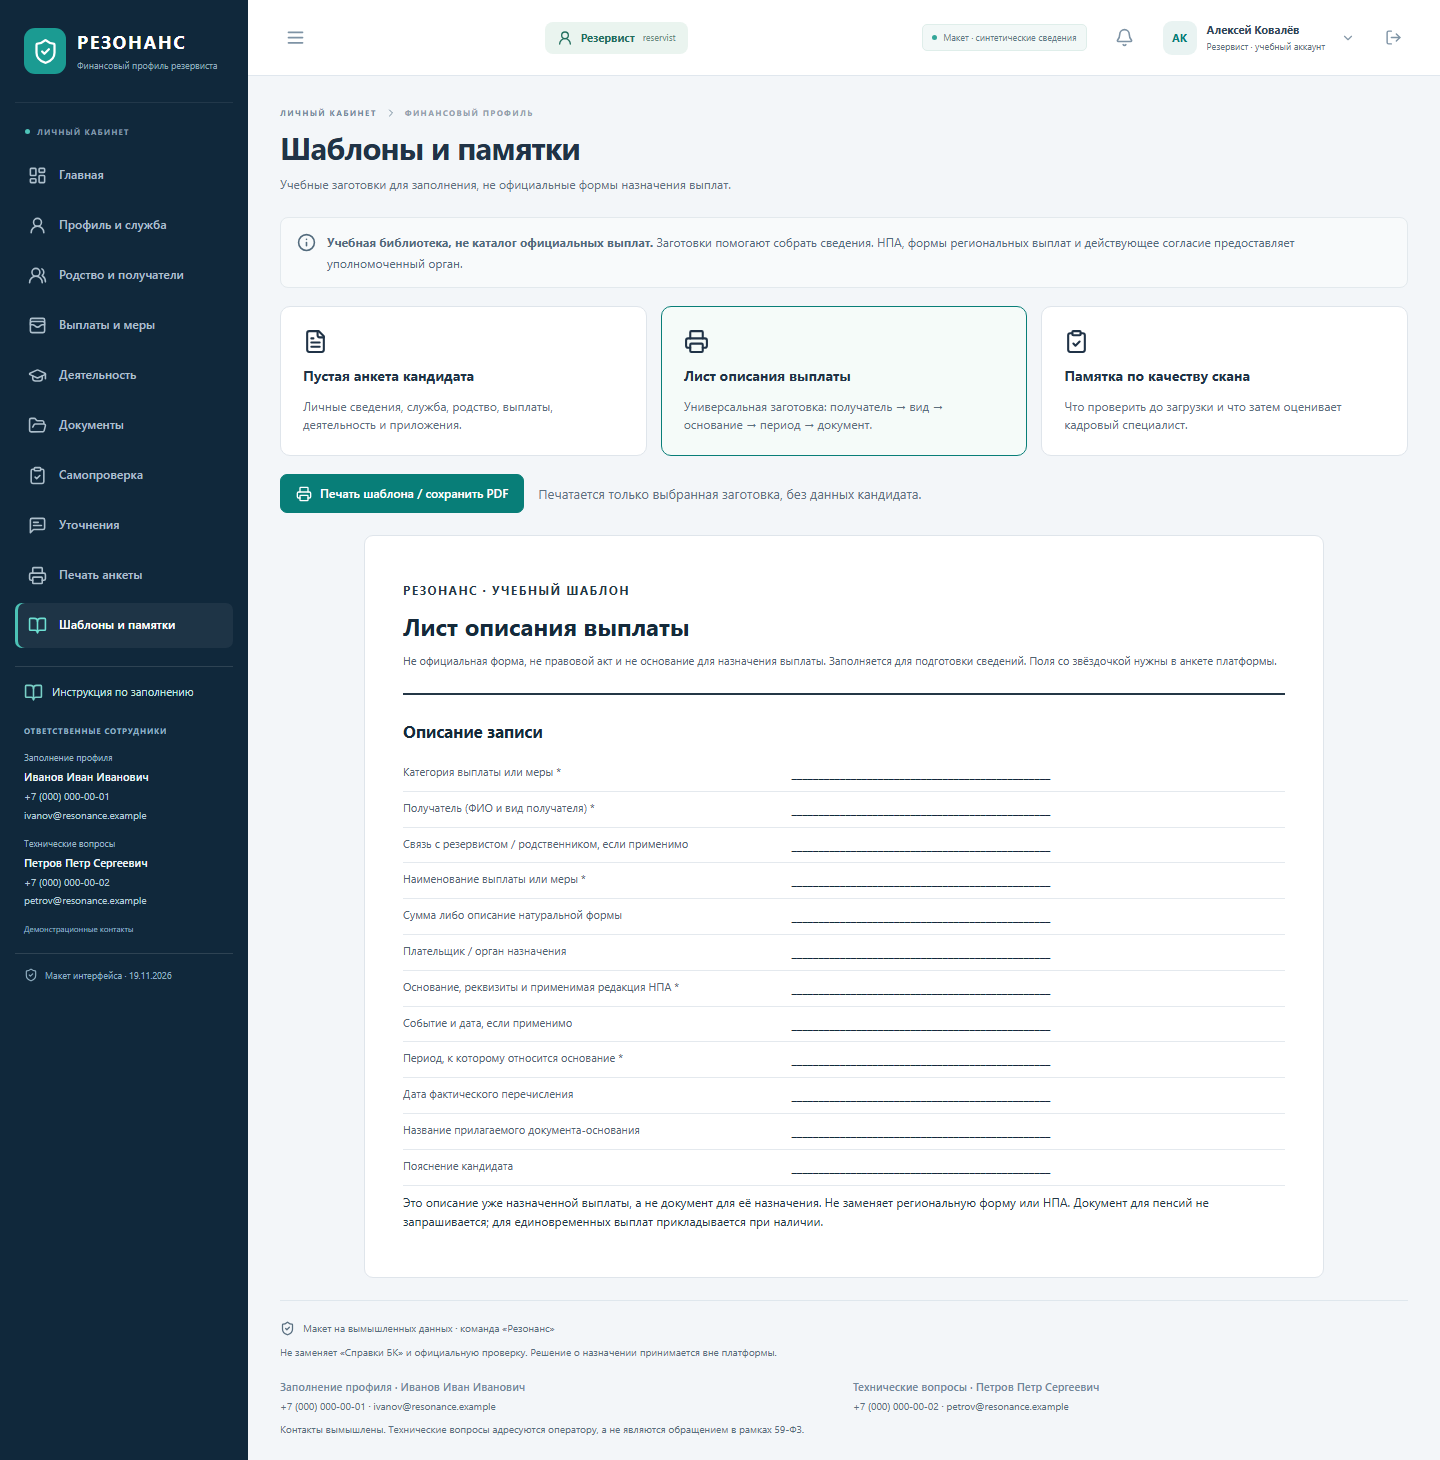 РЕЗОНАНС
Финансовый профиль резервиста
ЛИЧНЫЙ КАБИНЕТ
Главная
Профиль и служба
Родство и получатели
Выплаты и меры
Деятельность
Документы
Самопроверка
Уточнения
Печать анкеты
Шаблоны и памятки
Инструкция по заполнению
ОТВЕТСТВЕННЫЕ СОТРУДНИКИ
Заполнение профиля
Иванов Иван Иванович
+7 (000) 000-00-01
ivanov@resonance.example
Технические вопросы
Петров Петр Сергеевич
+7 (000) 000-00-02
petrov@resonance.example
Демонстрационные контакты
Макет интерфейса · 19.11.2026
Резервист reservist
Макет · синтетические сведения
АК
Алексей Ковалёв
Резервист · учебный аккаунт
ЛИЧНЫЙ КАБИНЕТ > ФИНАНСОВЫЙ ПРОФИЛЬ
Шаблоны и памятки
Учебные заготовки для заполнения, не официальные формы назначения выплат.
Учебная библиотека, не каталог официальных выплат. Заготовки помогают собрать сведения. НПА, формы региональных выплат и действующее согласие предоставляет
уполномоченный орган.
Пустая анкета кандидата
Личные сведения, служба, родство, выплаты,
деятельность и приложения.
Лист описания выплаты
Универсальная заготовка: получатель → вид →
основание → период → документ.
Памятка по качеству скана
Что проверить до загрузки и что затем оценивает
кадровый специалист.
Печать шаблона / сохранить PDF
Печатается только выбранная заготовка, без данных кандидата.
РЕЗОНАНС · УЧЕБНЫЙ ШАБЛОН
Лист описания выплаты
Не официальная форма, не правовой акт и не основание для назначения выплаты. Заполняется для подготовки сведений. Поля со звёздочкой нужны в анкете платформы.
Описание записи
Категория выплаты или меры *
Получатель (ФИО и вид получателя) *
Связь с резервистом / родственником, если применимо
Наименование выплаты или меры *
Сумма либо описание натуральной формы
Плательщик / орган назначения
Основание, реквизиты и применимая редакция НПА *
Событие и дата, если применимо
Период, к которому относится основание *
Дата фактического перечисления
Название прилагаемого документа-основания
Пояснение кандидата
Это описание уже назначенной выплаты, а не документ для её назначения. Не заменяет региональную форму или НПА. Документ для пенсий не
запрашивается; для единовременных выплат прикладывается при наличии.
Макет на вымышленных данных · команда «Резонанс»
Не заменяет «Справки БК» и официальную проверку. Решение о назначении принимается вне платформы.
Заполнение профиля · Иванов Иван Иванович
+7 (000) 000-00-01 · ivanov@resonance.example
Технические вопросы · Петров Петр Сергеевич
+7 (000) 000-00-02 · petrov@resonance.example
Контакты вымышлены. Технические вопросы адресуются оператору, а не являются обращением в рамках 59-ФЗ.